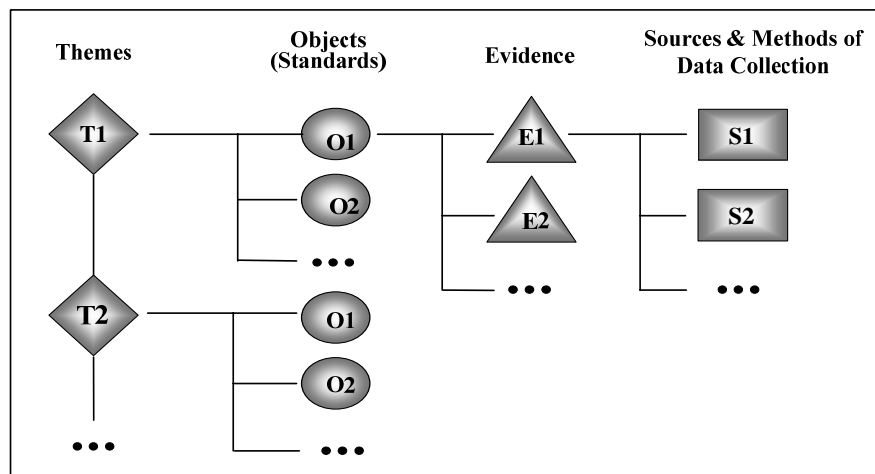 Themes
Objects
(Standards)
Evidence
Sources & Methods of
Data Collection
T1
O1
E1
S1
O2
E2
S2
•••
•••
•••
T2
O1
O2
•••
•••